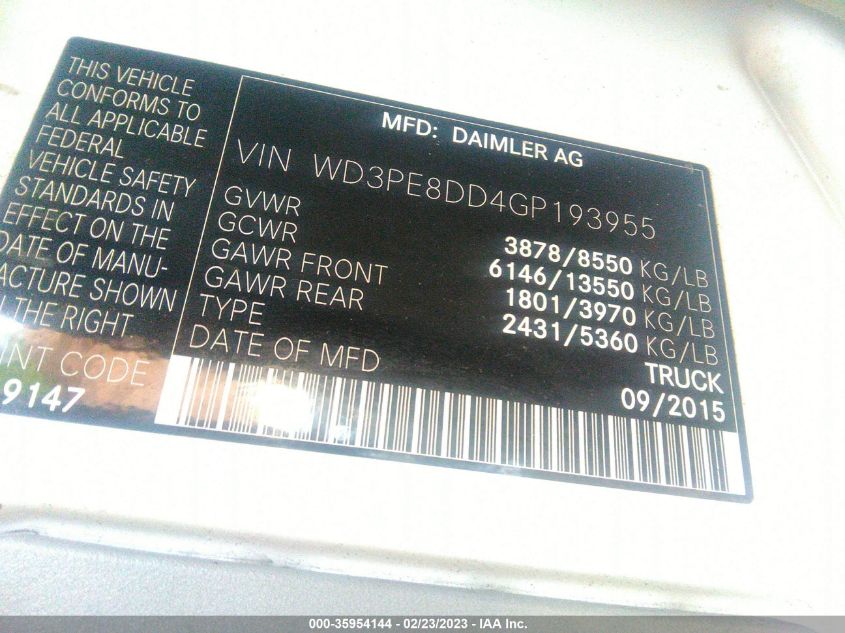 THIS VEHICLE
CONFORMS TO
ALL APPLICABLE
FEDERAL
VEHICLE SAFETY
STANDARDS IN
EFFECT ON THE
DATE OF MANU-
FACTURE SHOWN
THE RIGHT
CODE
9147
MFD: DAIMLER AG
VIN WD3PE8DD4GP193955
GVWR 3878/8550 KG/LB
GCWR 6146/13550 KG/LB
GAWR FRONT 1801/3970 KG/LB
GAWR REAR 2431/5360 KG/LB
TYPE TRUCK
DATE OF MFD 09/2015
000-35954144 - 02/23/2023 - IAA Inc.